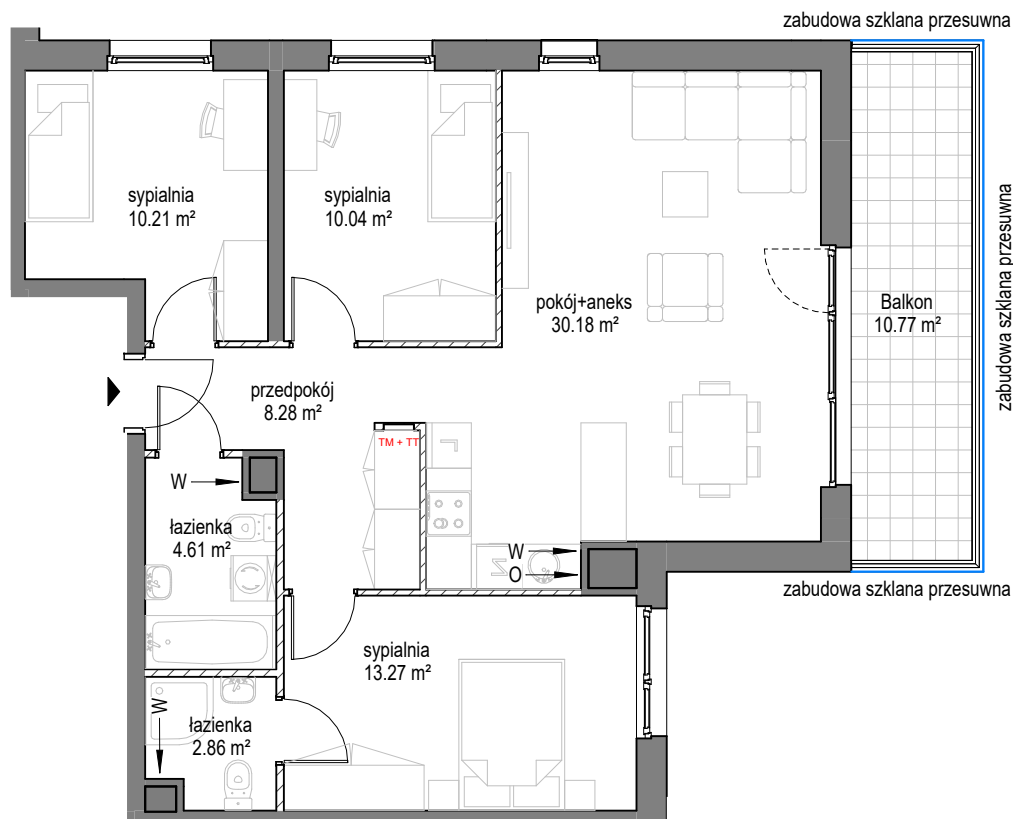 zabudowa szklana przesuwna
sypialnia
10.21 m²
sypialnia
10.04 m²
zabudowa szklana przesuwna
pokój+aneks
30.18 m²
Balkon
10.77 m²
przedpokój
8.28 m²
TM + TT
L
W
łazienka
4.61 m²
W
O
M
zabudowa szklana przesuwna
sypialnia
13.27 m²
W
łazienka
2.86 m²